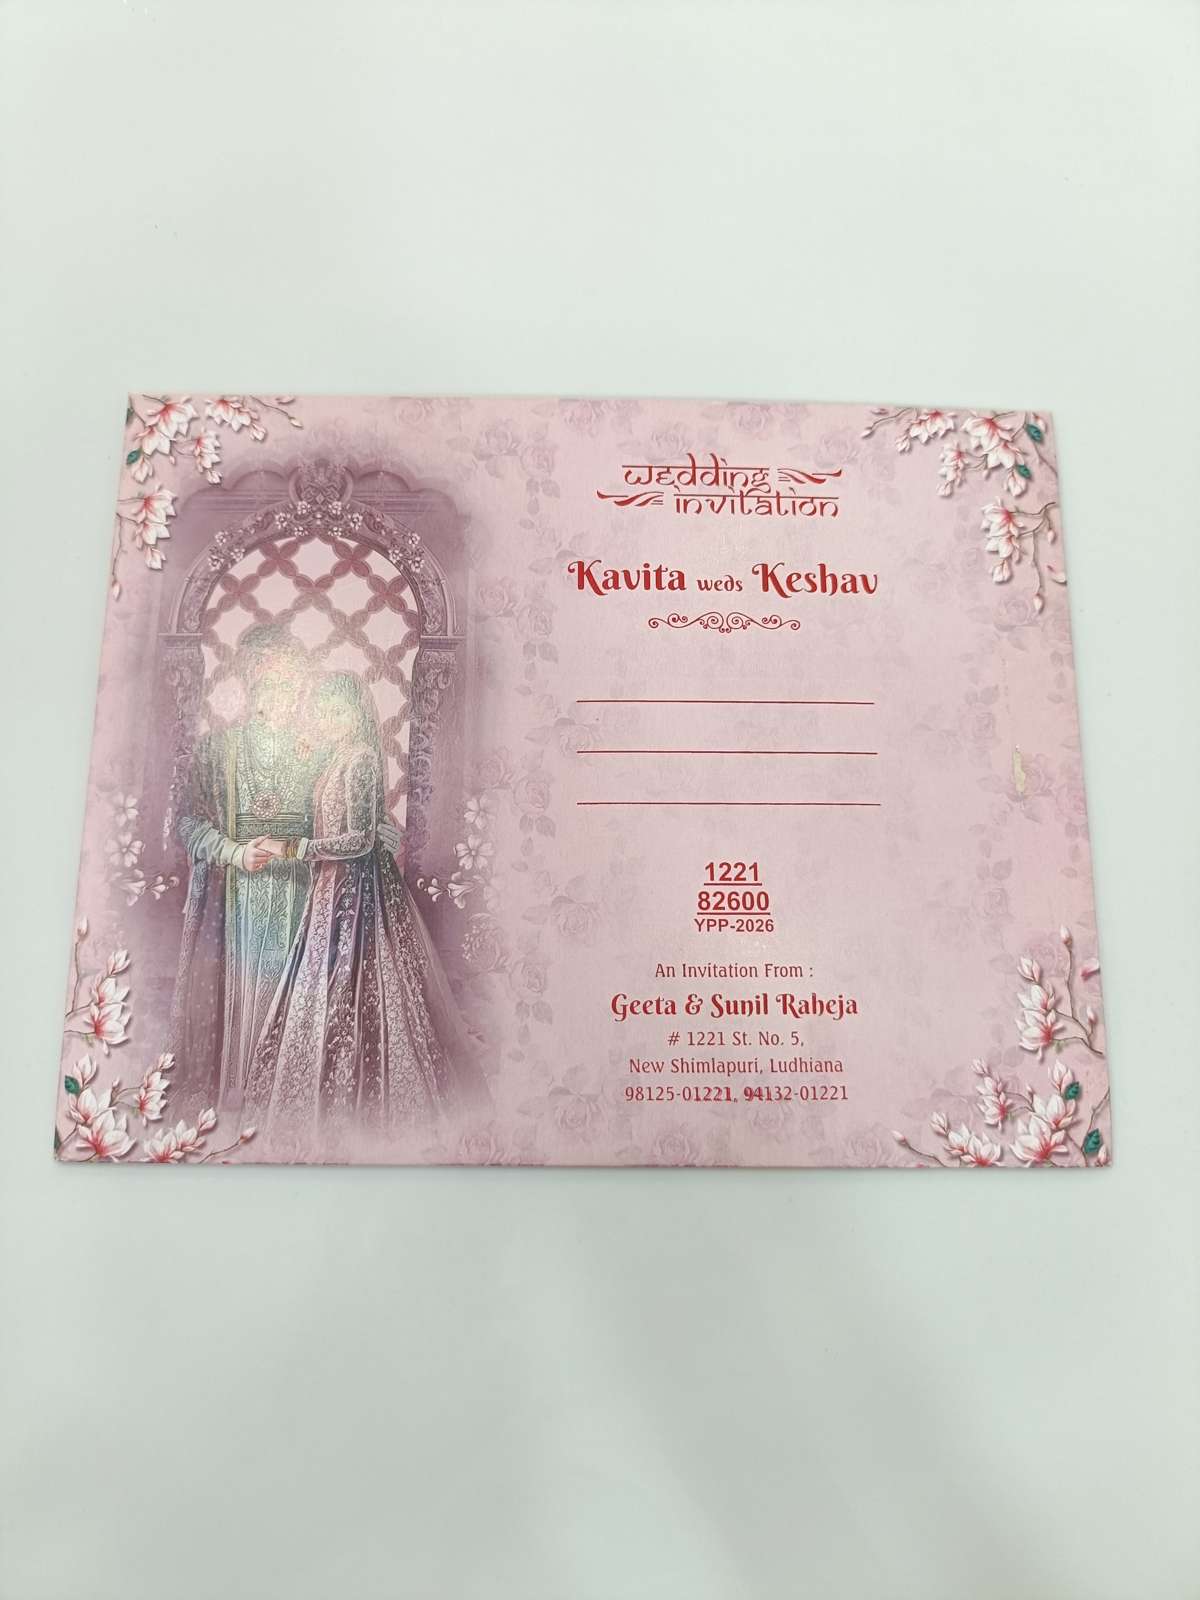 wedding
invitation
Kavita weds Keshav
1221
82600
YPP-2026
An Invitation From :
Geeta & Sunil Raheja
# 1221 St. No. 5,
New Shimlapuri, Ludhiana
98125-01221, 94132-01221